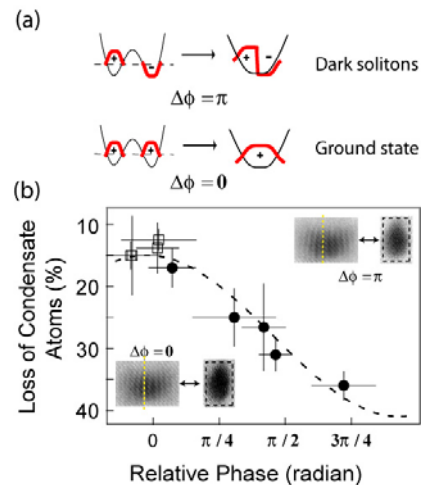 (a)
+ - + -
Dark solitons
Δϕ = π
+ + +
Ground state
Δϕ = 0
(b)
Loss of Condensate
Atoms (%)
10
20
30
40
Δϕ = π
Δϕ = 0
0 π / 4 π / 2 3π / 4
Relative Phase (radian)